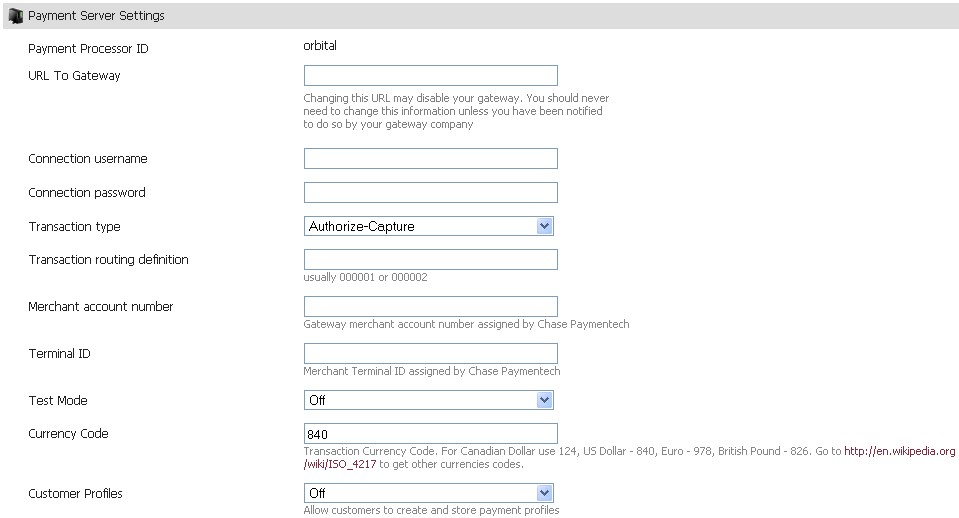 Payment Server Settings
Payment Processor ID orbital
URL To Gateway
Changing this URL may disable your gateway. You should never
need to change this information unless you have been notified
to do so by your gateway company
Connection username
Connection password
Transaction type Authorize-Capture
Transaction routing definition
usually 000001 or 000002
Merchant account number
Gateway merchant account number assigned by Chase Paymentech
Terminal ID
Merchant Terminal ID assigned by Chase Paymentech
Test Mode Off
Currency Code 840
Transaction Currency Code. For Canadian Dollar use 124, US Dollar - 840, Euro - 978, British Pound - 826. Go to http://en.wikipedia.org
/wiki/ISO_4217 to get other currencies codes.
Customer Profiles Off
Allow customers to create and store payment profiles